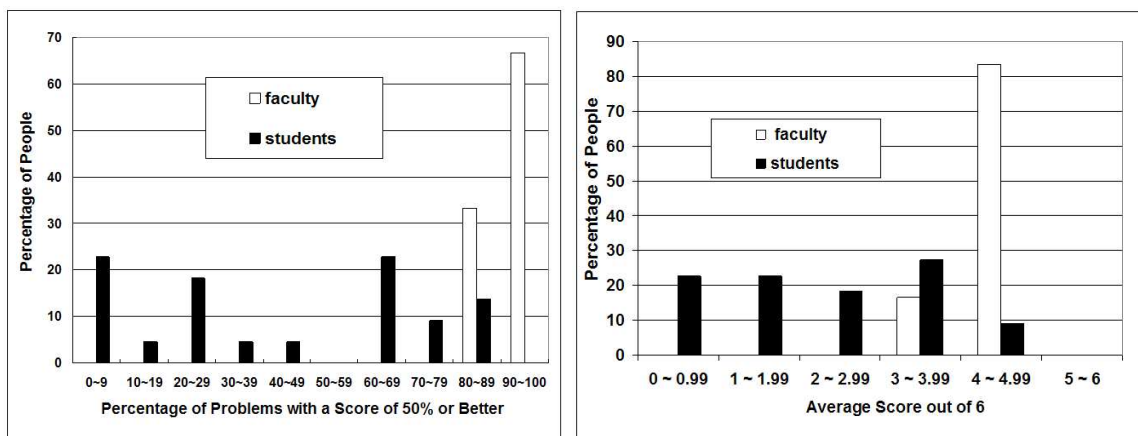 70
60
50
40
30
20
10
0
Percentage of People
faculty
students
0~9 10~19 20~29 30~39 40~49 50~59 60~69 70~79 80~89 90~100
Percentage of Problems with a Score of 50% or Better
90
80
70
60
50
40
30
20
10
0
Percentage of People
faculty
students
0 ~ 0.99 1 ~ 1.99 2 ~ 2.99 3 ~ 3.99 4 ~ 4.99 5 ~ 6
Average Score out of 6